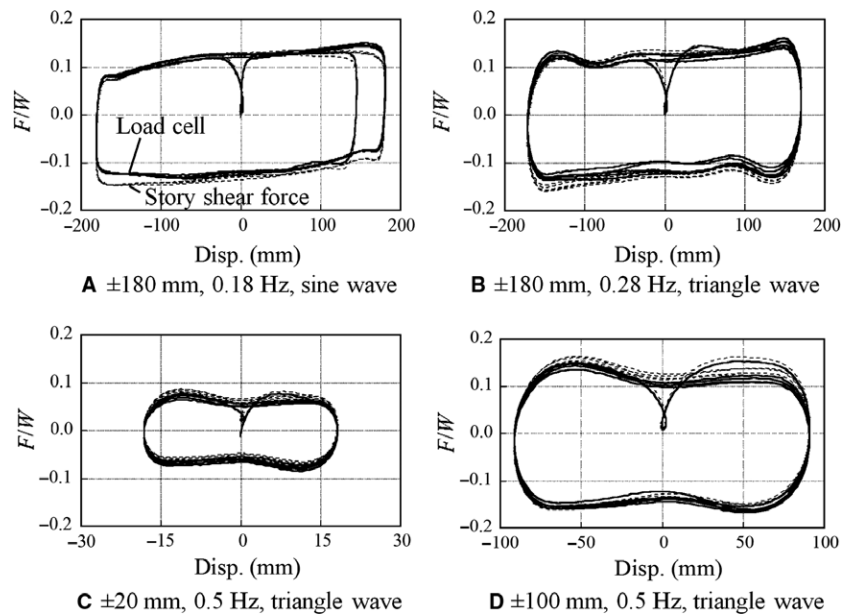 0.2
0.1
0.0
−0.1
−0.2
F/W
Load cell
Story shear force
−200 −100 0 100 200
Disp. (mm)
A ±180 mm, 0.18 Hz, sine wave
0.2
0.1
0.0
−0.1
−0.2
F/W
−200 −100 0 100 200
Disp. (mm)
B ±180 mm, 0.28 Hz, triangle wave
0.2
0.1
0.0
−0.1
−0.2
F/W
−30 −15 0 15 30
Disp. (mm)
C ±20 mm, 0.5 Hz, triangle wave
0.2
0.1
0.0
−0.1
−0.2
F/W
−100 −50 0 50 100
Disp. (mm)
D ±100 mm, 0.5 Hz, triangle wave